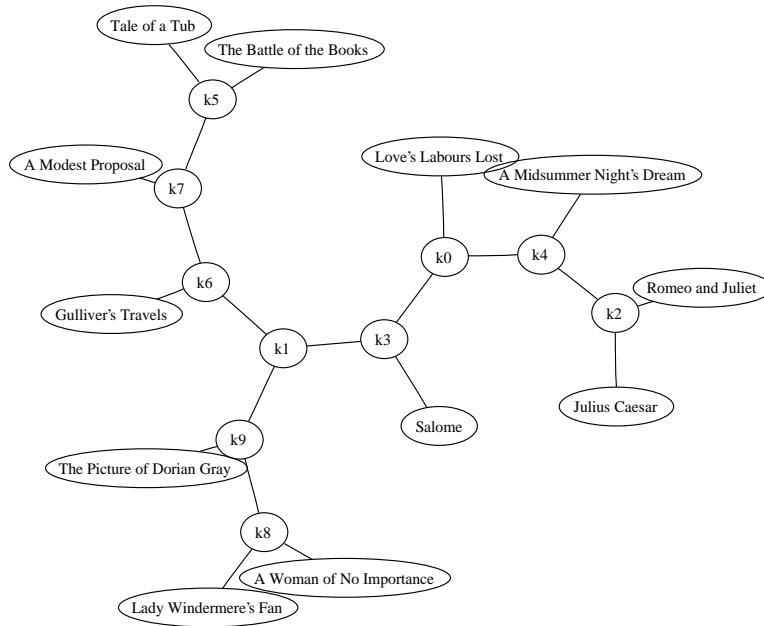 Tale of a Tub
The Battle of the Books
k5
Love's Labours Lost
A Modest Proposal
A Midsummer Night's Dream
k7
k0
k4
k6
Romeo and Juliet
Gulliver's Travels
k2
k1
k3
Julius Caesar
Salome
k9
The Picture of Dorian Gray
k8
A Woman of No Importance
Lady Windermere's Fan